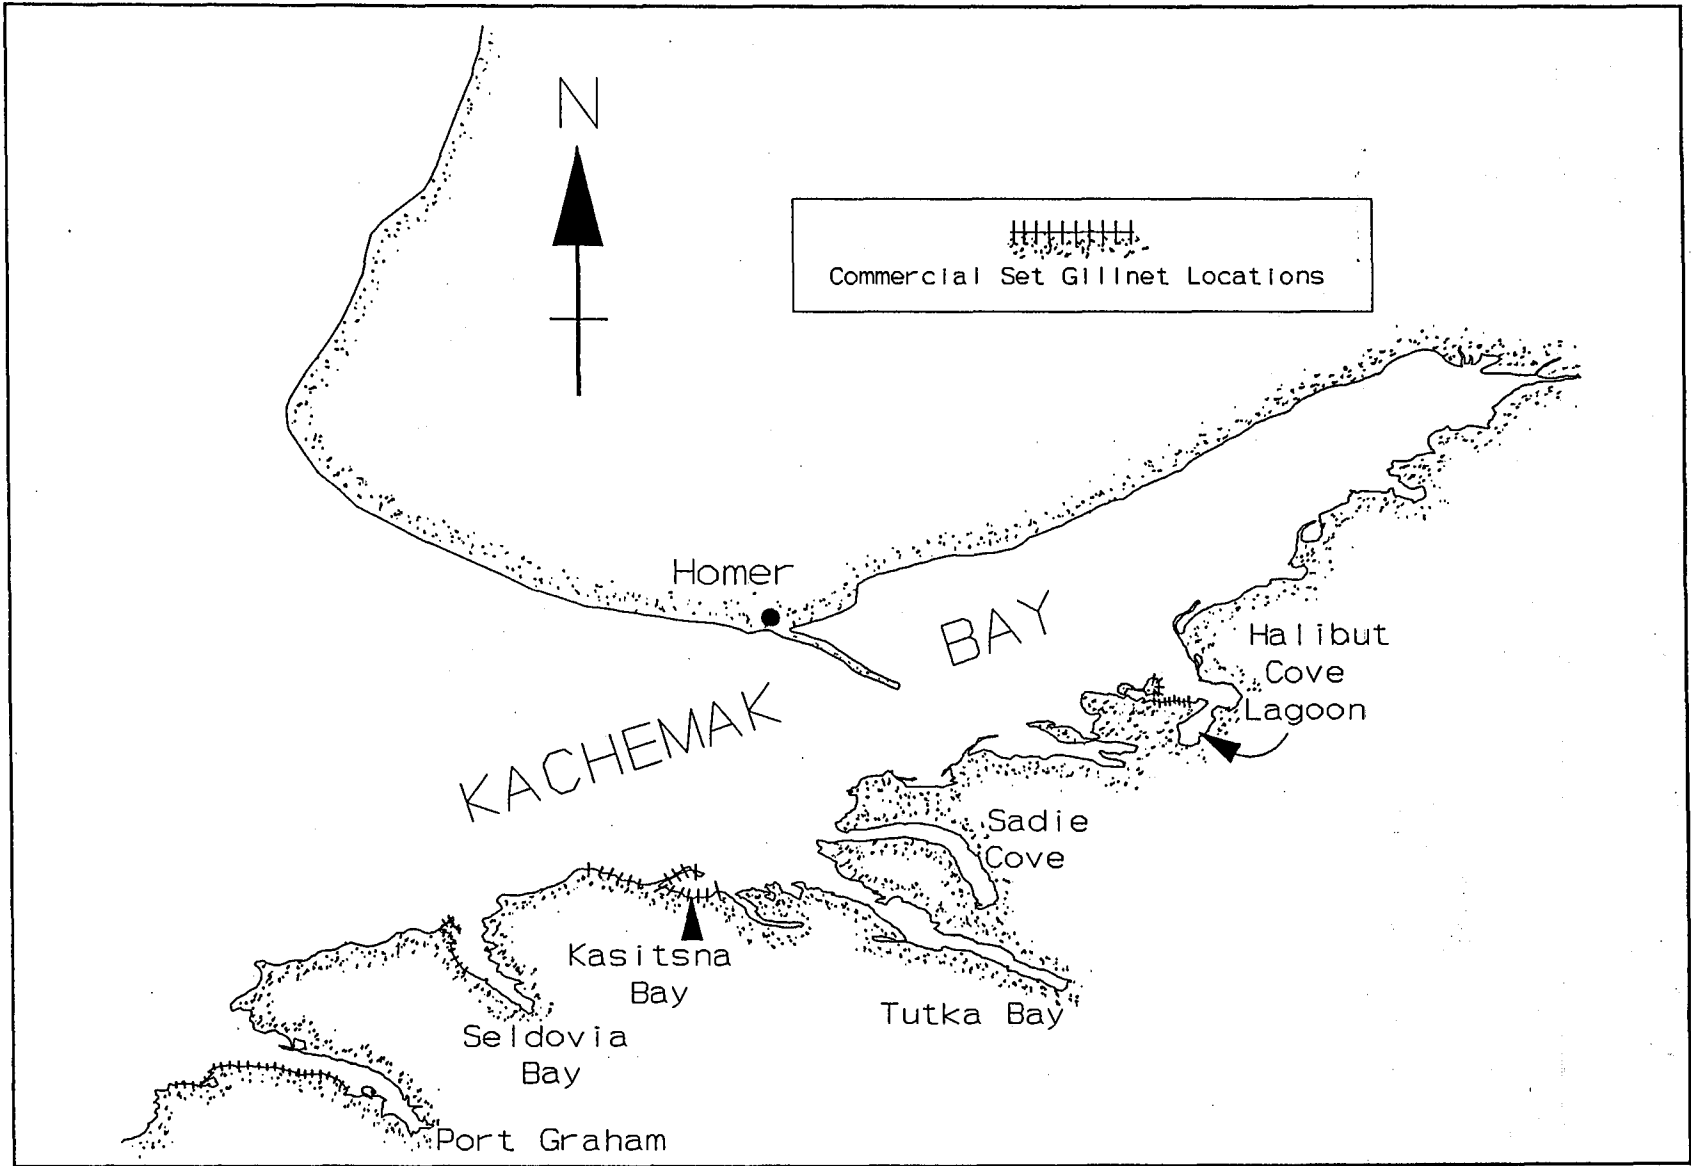 N
Commercial Set Gillnet Locations
Homer
KACHEMAK BAY
Halibut
Cove
Lagoon
Sadie
Cove
Kasitsna
Bay
Tutka Bay
Seldovia
Bay
Port Graham